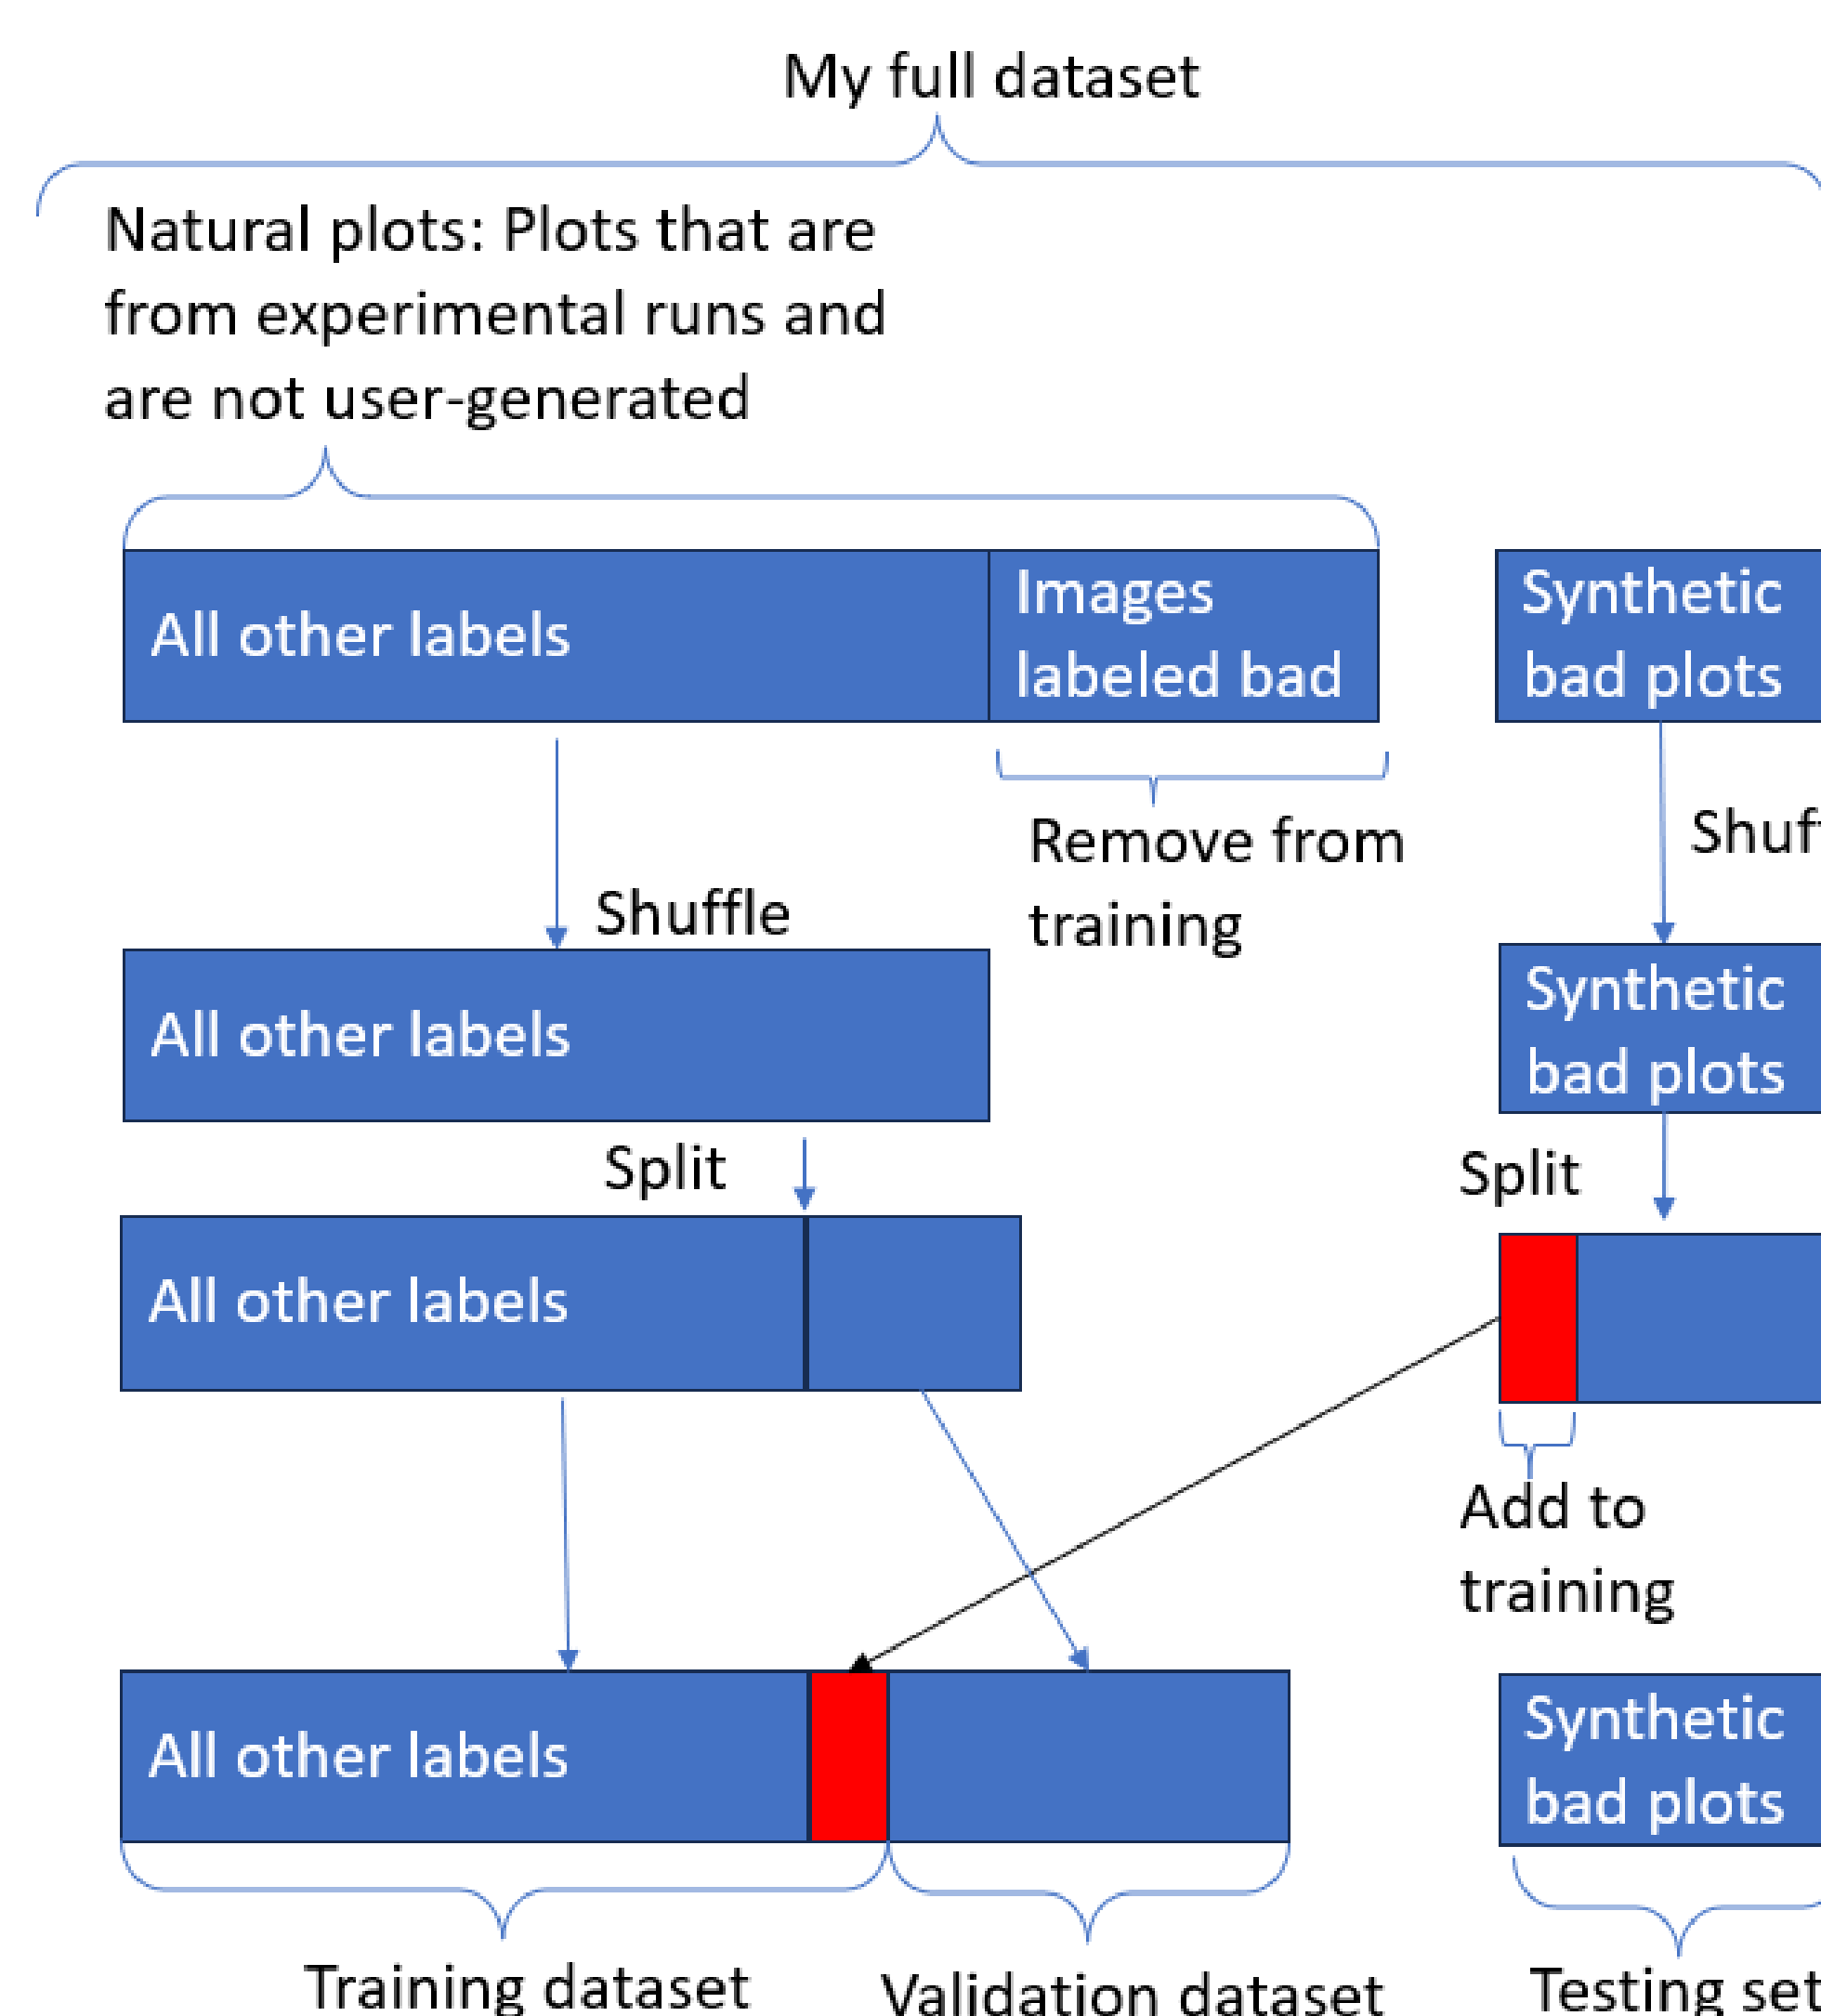 My full dataset
Natural plots: Plots that are
from experimental runs and
are not user-generated
All other labels
Images
labeled bad
Synthetic
bad plots
Remove from
training
Shuffle
All other labels
Synthetic
bad plots
Split
Split
All other labels
Add to
training
All other labels
Synthetic
bad plots
Training dataset
Validation dataset
Testing set